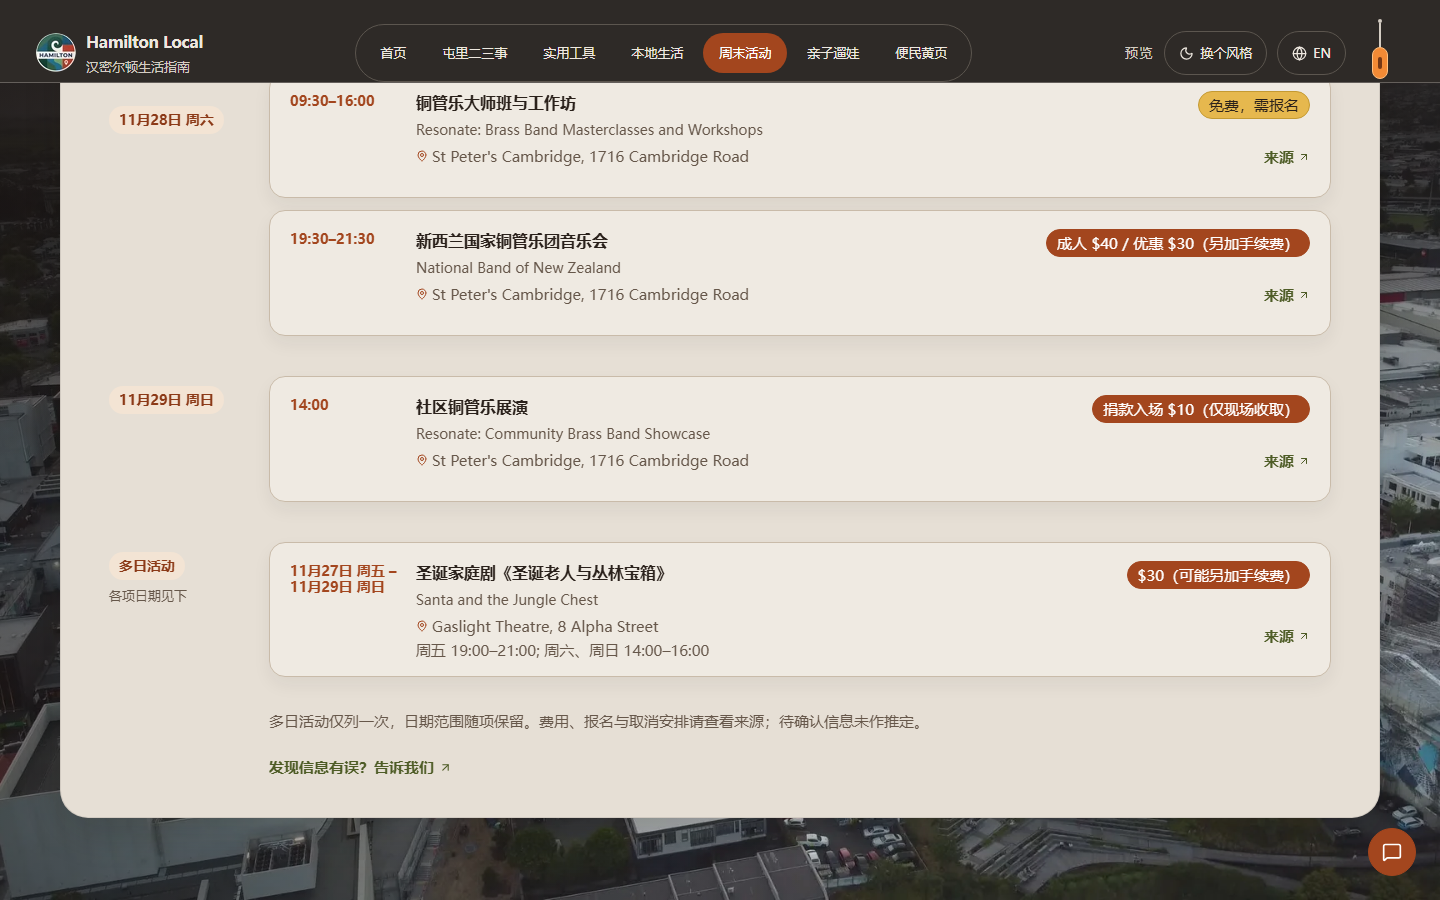 Hamilton Local
汉密尔顿生活指南
首页
屯里二三事
实用工具
本地生活
周末活动
亲子遛娃
便民黄页
预览
换个风格
EN
HAMILTON
11月28日 周六
09:30–16:00
铜管乐大师班与工作坊
免费，需报名
Resonate: Brass Band Masterclasses and Workshops
St Peter's Cambridge, 1716 Cambridge Road
来源
19:30–21:30
新西兰国家铜管乐团音乐会
成人 $40 / 优惠 $30（另加手续费）
National Band of New Zealand
St Peter's Cambridge, 1716 Cambridge Road
来源
11月29日 周日
14:00
社区铜管乐展演
捐款入场 $10（仅现场收取）
Resonate: Community Brass Band Showcase
St Peter's Cambridge, 1716 Cambridge Road
来源
多日活动
各项日期见下
11月27日 周五 –
11月29日 周日
圣诞家庭剧《圣诞老人与丛林宝箱》
$30（可能另加手续费）
Santa and the Jungle Chest
Gaslight Theatre, 8 Alpha Street
周五 19:00–21:00; 周六、周日 14:00–16:00
来源
多日活动仅列一次，日期范围随项保留。费用、报名与取消安排请查看来源；待确认信息未作推定。
发现信息有误？告诉我们